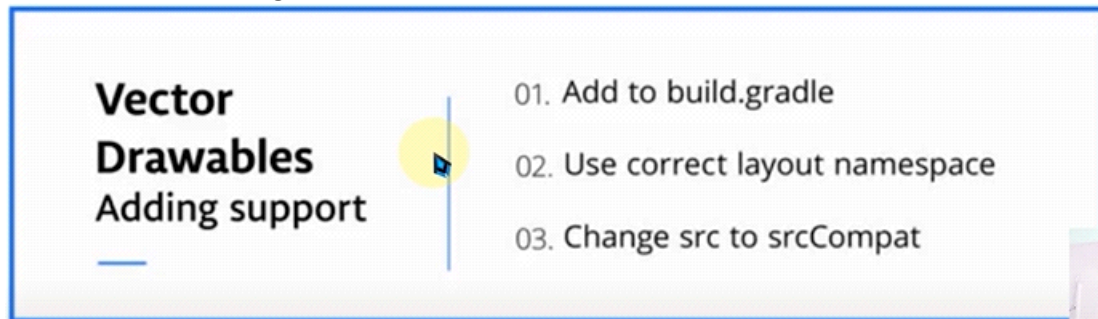 Vector
Drawables
Adding support
01. Add to build.gradle
02. Use correct layout namespace
03. Change src to srcCompat